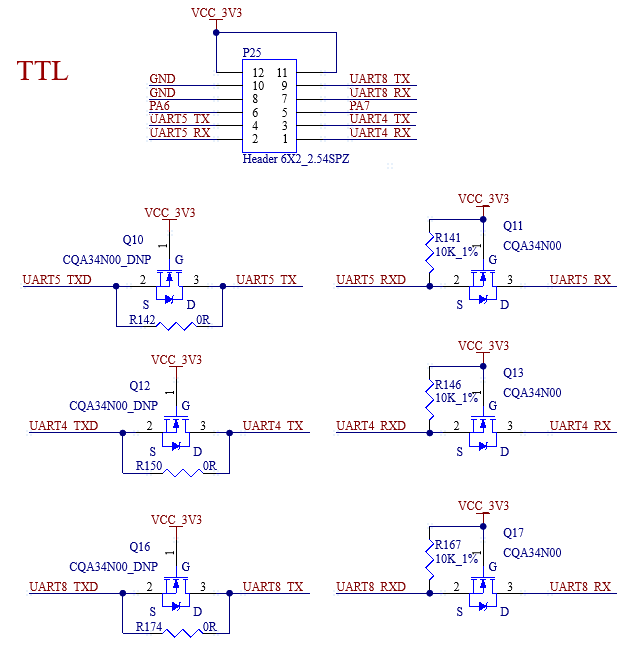 VCC_3V3
P25
TTL
12 11
GND 10 9 UART8_TX
GND 8 7 UART8_RX
PA6 6 5 PA7
UART5_TX 4 3 UART4_TX
UART5_RX 2 1 UART4_RX
Header 6X2_2.54SPZ
VCC_3V3
Q10
CQA34N00_DNP
1
G
UART5_TXD 2 3 UART5_TX
S D
R142 0R
VCC_3V3
Q11
R141
10K_1%
CQA34N00
1
G
UART5_RXD 2 3 UART5_RX
S D
VCC_3V3
Q12
CQA34N00_DNP
1
G
UART4_TXD 2 3 UART4_TX
S D
R150 0R
VCC_3V3
Q13
R146
10K_1%
CQA34N00
1
G
UART4_RXD 2 3 UART4_RX
S D
VCC_3V3
Q16
CQA34N00_DNP
1
G
UART8_TXD 2 3 UART8_TX
S D
R174 0R
VCC_3V3
Q17
R167
10K_1%
CQA34N00
1
G
UART8_RXD 2 3 UART8_RX
S D